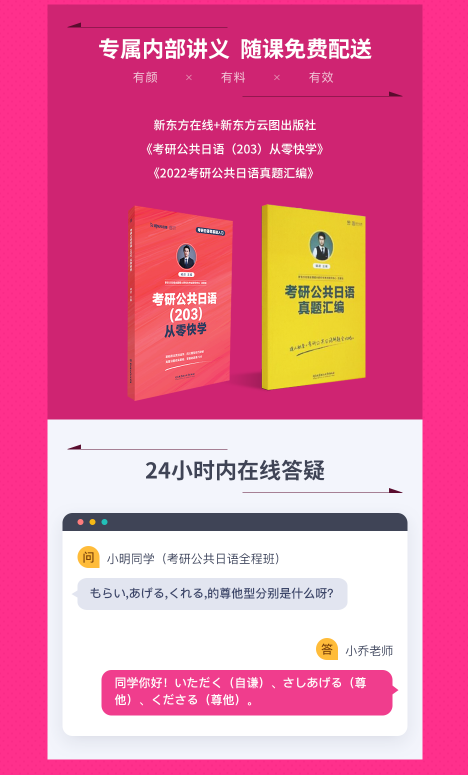 专属内部讲义 随课免费配送
有颜 × 有料 × 有效
新东方在线+新东方云图出版社
《考研公共日语（203）从零快学》
《2022考研公共日语真题汇编》
考研公共日语
(203)
从零快学
考研公共日语
真题汇编
24小时内在线答疑
问 小明同学（考研公共日语全程班）
もらい,あげる,くれる,的尊他型分别是什么呀?
答 小乔老师
同学你好！いただく（自谦）、さしあげる（尊
他）、くださる（尊他）。